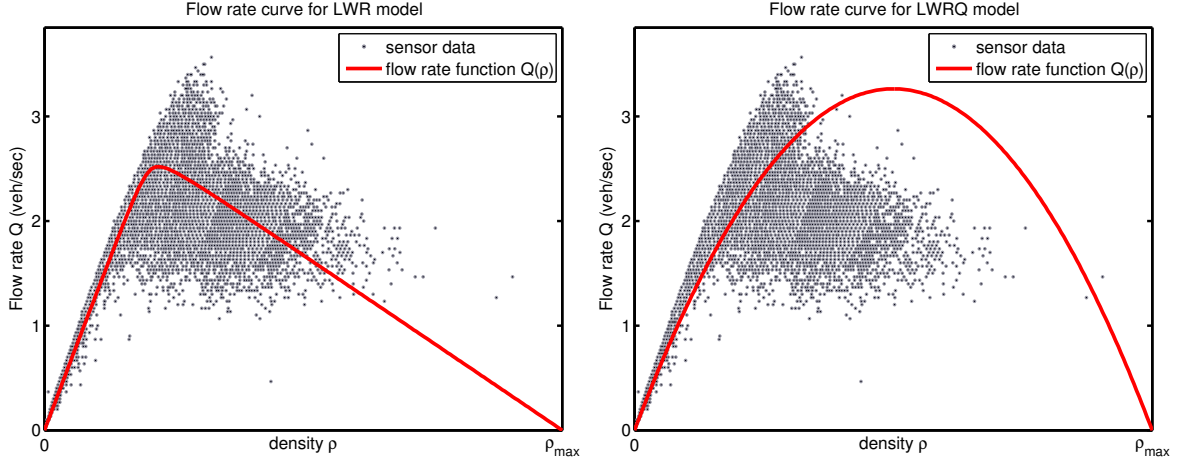 Flow rate curve for LWR model
sensor data
flow rate function Q(ρ)
Flow rate Q (veh/sec)
3
2
1
0
0
density ρ
ρmax
Flow rate curve for LWRQ model
sensor data
flow rate function Q(ρ)
Flow rate Q (veh/sec)
3
2
1
0
0
density ρ
ρmax